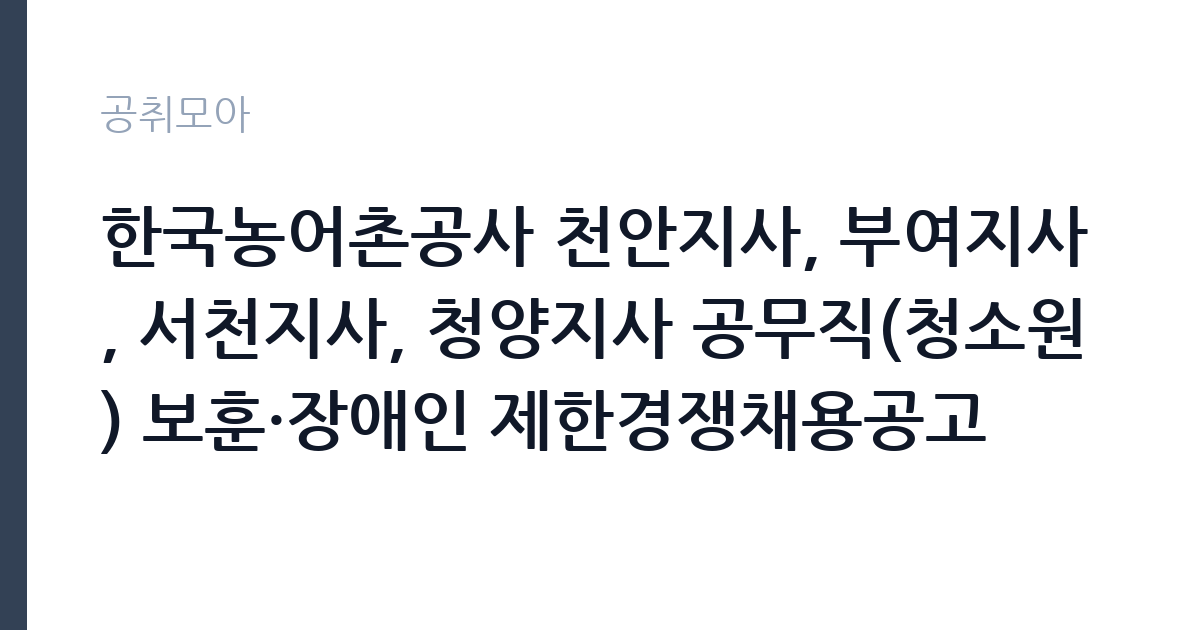 공취모아
한국농어촌공사 천안지사, 부여지사
, 서천지사, 청양지사 공무직(청소원
) 보훈·장애인 제한경쟁채용공고